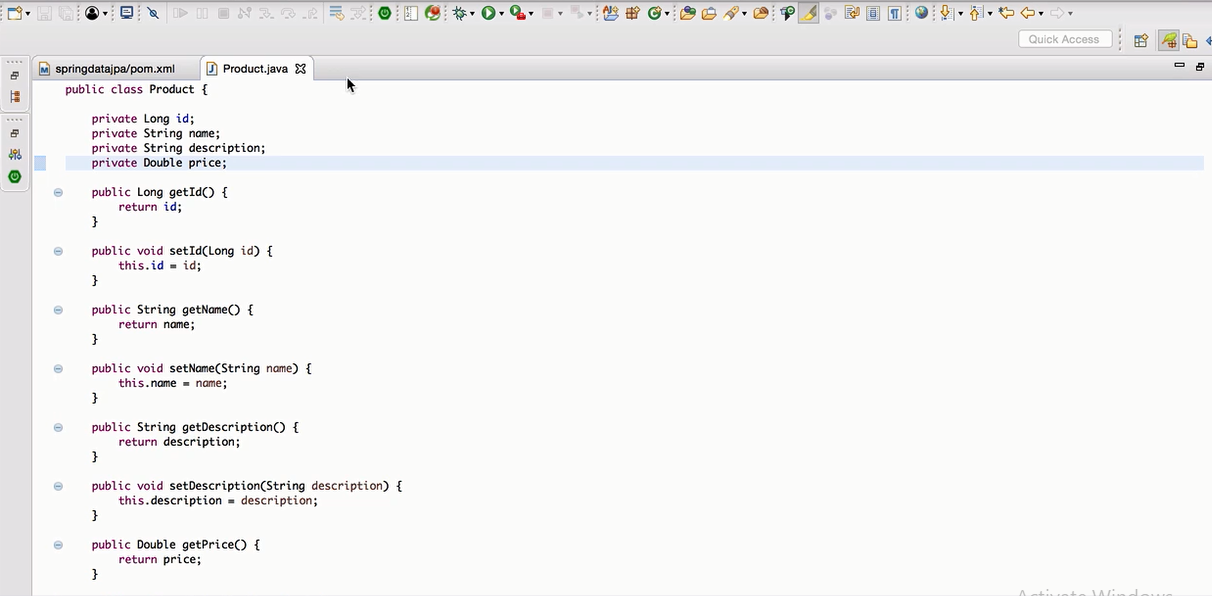 Quick Access
springdatajpa/pom.xml
Product.java
public class Product {
private Long id;
private String name;
private String description;
private Double price;
public Long getId() {
return id;
}
public void setId(Long id) {
this.id = id;
}
public String getName() {
return name;
}
public void setName(String name) {
this.name = name;
}
public String getDescription() {
return description;
}
public void setDescription(String description) {
this.description = description;
}
public Double getPrice() {
return price;
}
Activate Windows